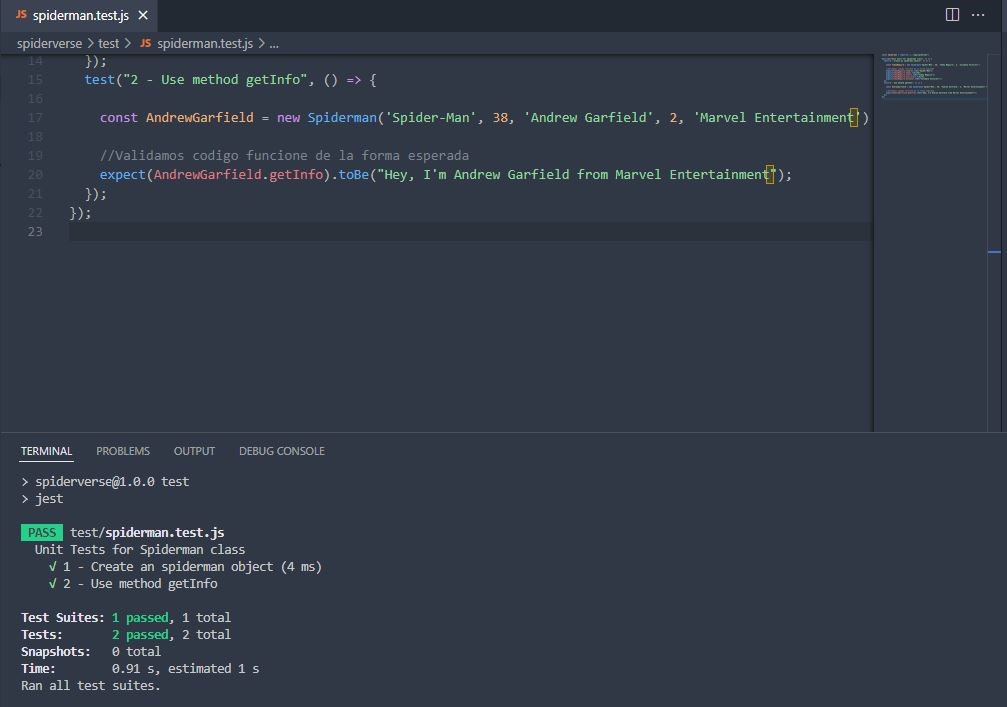 JS spiderman.test.js ×
spiderverse > test > JS spiderman.test.js > ...
14 });
15 test("2 - Use method getInfo", () => {
16
17 const AndrewGarfield = new Spiderman('Spider-Man', 38, 'Andrew Garfield', 2, 'Marvel Entertainment')
18
19 //Validamos codigo funcione de la forma esperada
20 expect(AndrewGarfield.getInfo).toBe("Hey, I'm Andrew Garfield from Marvel Entertainment");
21 });
22 });
23
TERMINAL PROBLEMS OUTPUT DEBUG CONSOLE
> spiderverse@1.0.0 test
> jest
PASS test/spiderman.test.js
Unit Tests for Spiderman class
√ 1 - Create an spiderman object (4 ms)
√ 2 - Use method getInfo
Test Suites: 1 passed, 1 total
Tests: 2 passed, 2 total
Snapshots: 0 total
Time: 0.91 s, estimated 1 s
Ran all test suites.